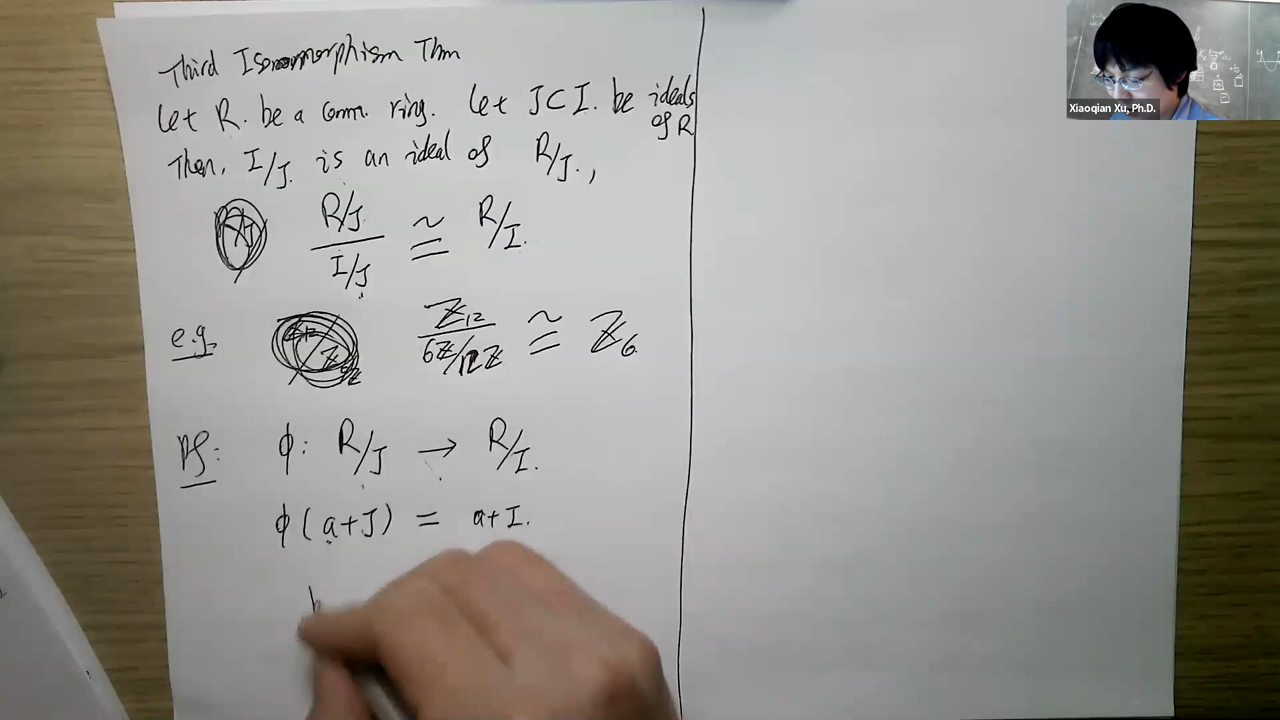 Third Isomorphism Thm
Let R. be a comm. ring. Let J⊂I. be ideals of R
Then, I/J. is an ideal of R/J.,
R/J / I/J ≅ R/I.
e.g. Z₁₂ / 6Z/12Z ≅ Z₆
Pf: ϕ: R/J → R/I.
ϕ(a+J) = a+I.
Xiaoqian Xu, Ph.D.